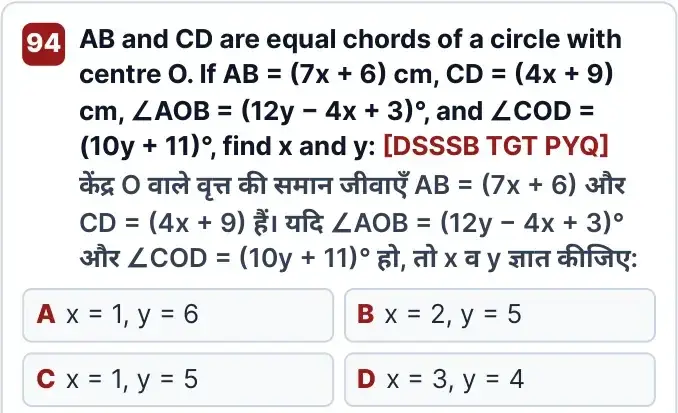 94 AB and CD are equal chords of a circle with
centre O. If AB = (7x + 6) cm, CD = (4x + 9)
cm, ∠AOB = (12y − 4x + 3)°, and ∠COD =
(10y + 11)°, find x and y: [DSSSB TGT PYQ]
केंद्र O वाले वृत्त की समान जीवाएँ AB = (7x + 6) और
CD = (4x + 9) हैं। यदि ∠AOB = (12y − 4x + 3)°
और ∠COD = (10y + 11)° हो, तो x व y ज्ञात कीजिए:
A x = 1, y = 6
B x = 2, y = 5
C x = 1, y = 5
D x = 3, y = 4